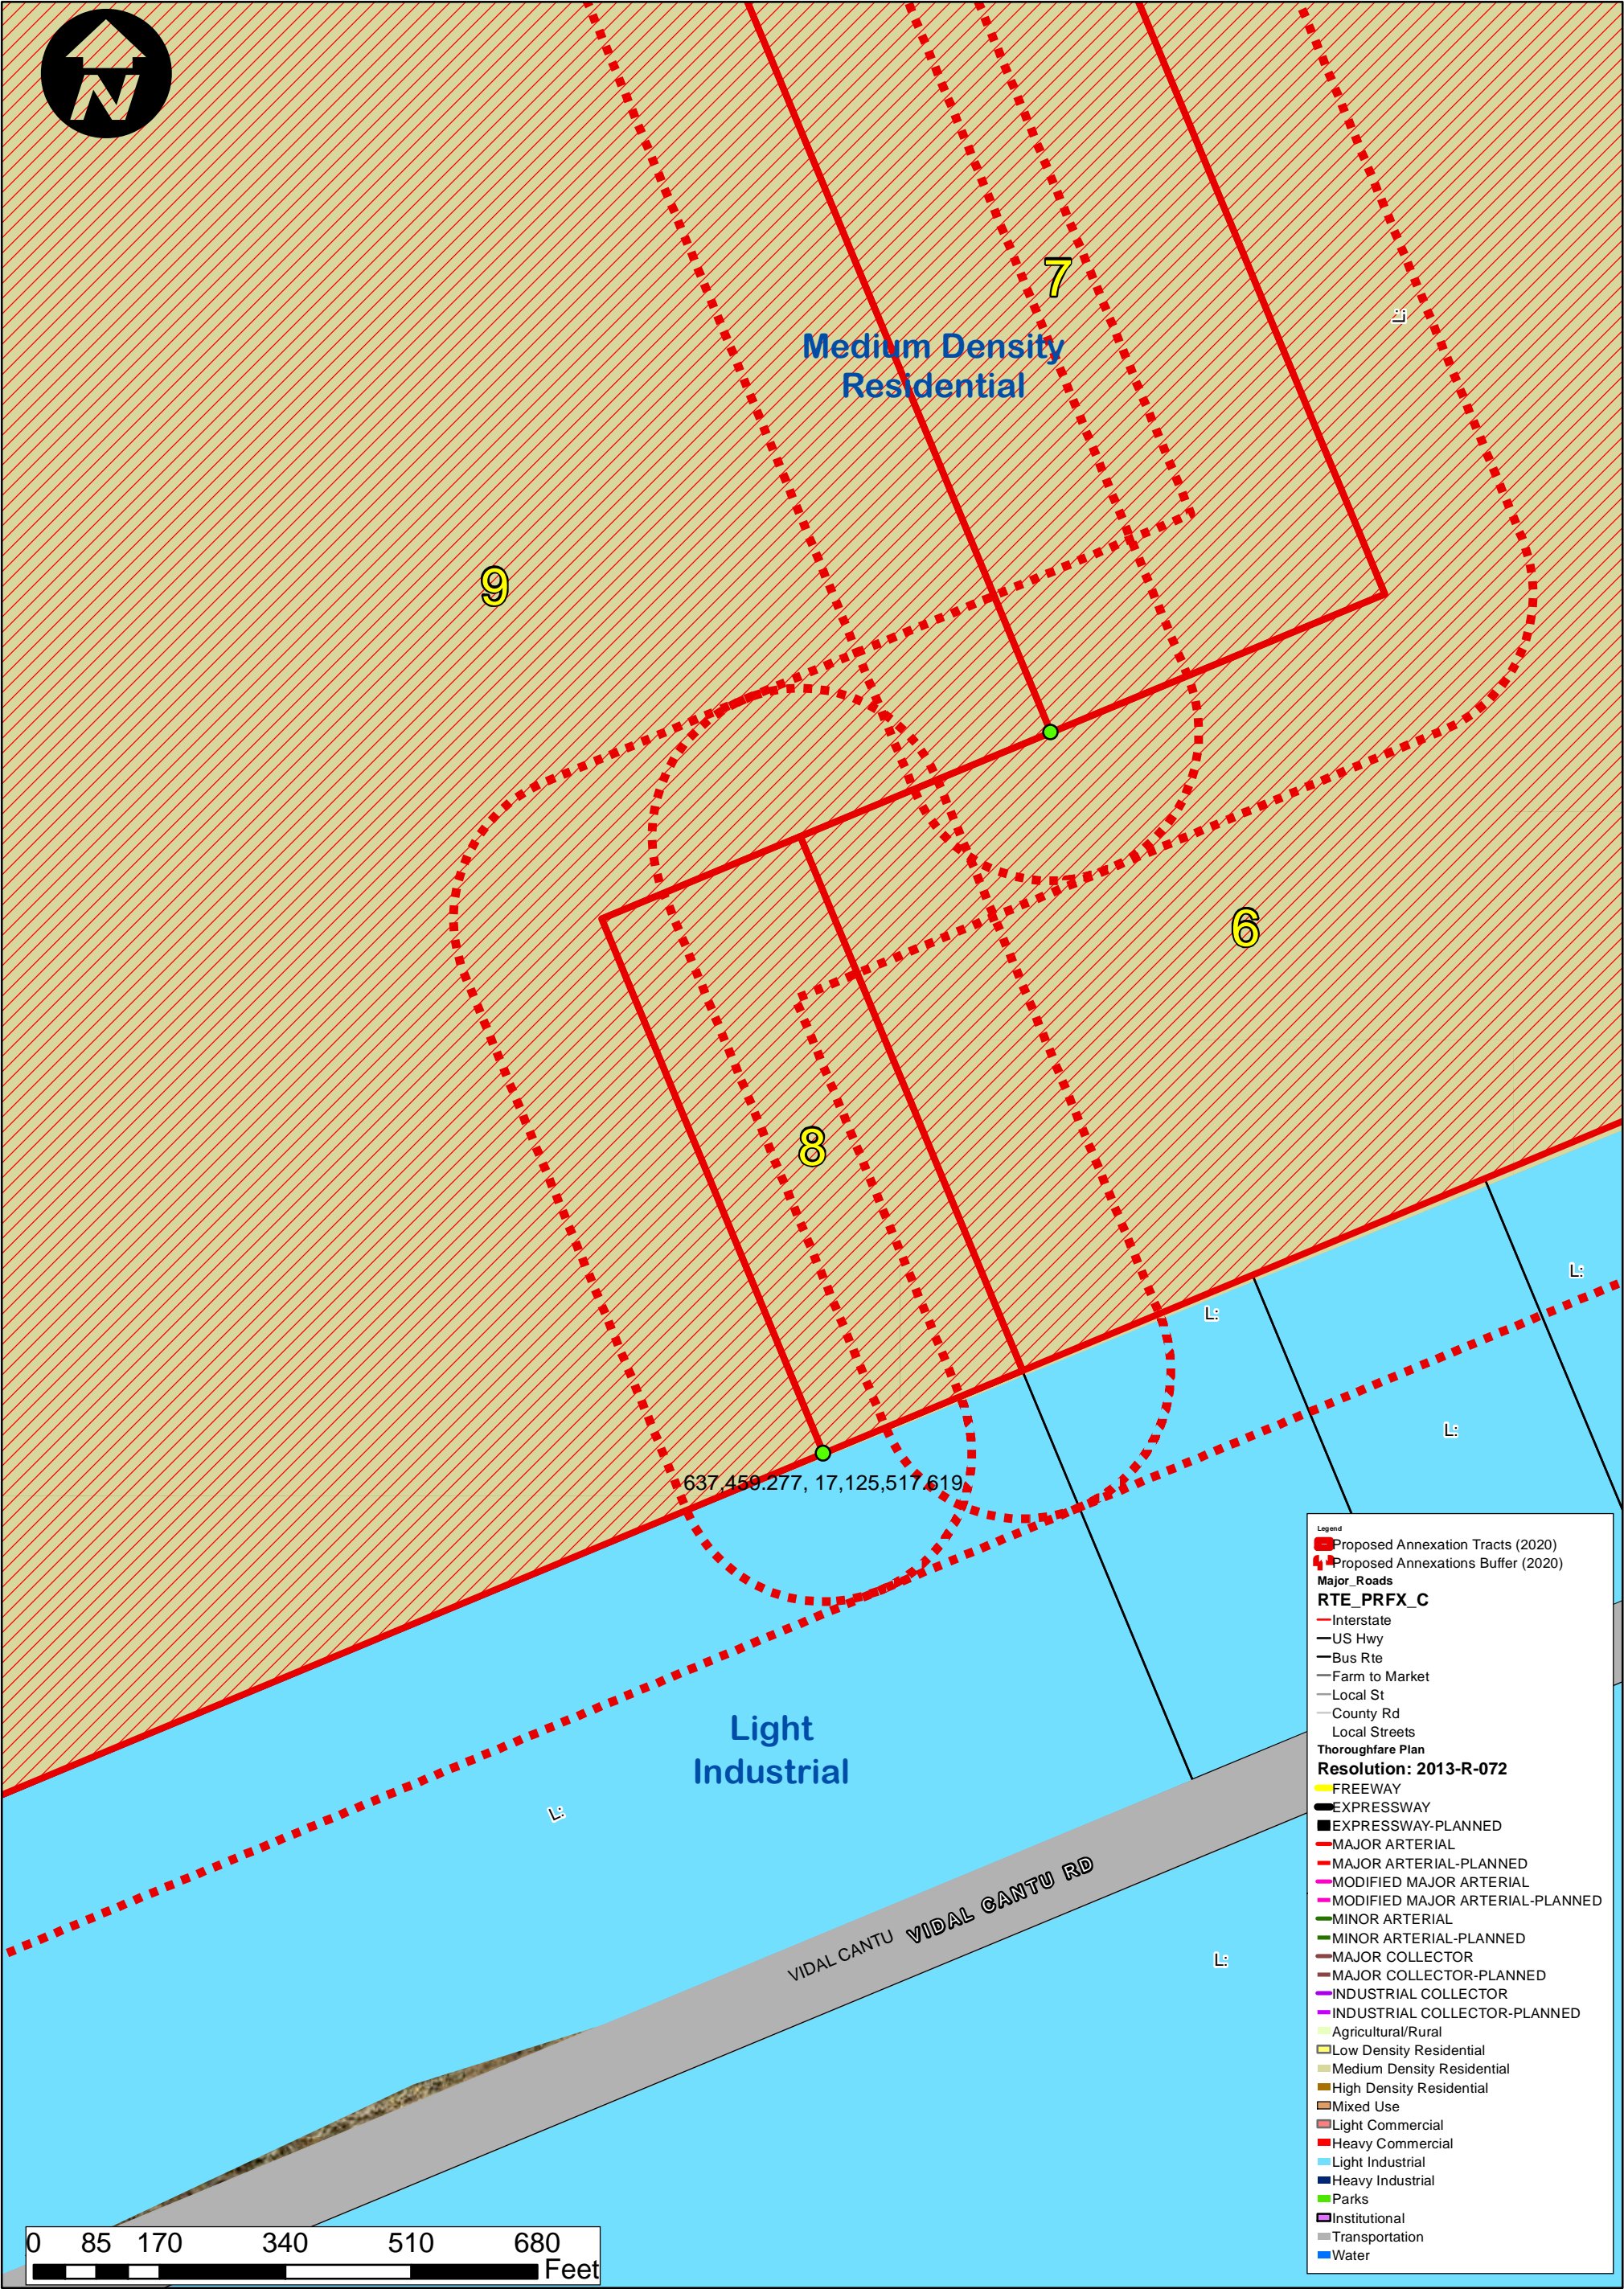 N
7
Medium Density
Residential
L:
9
6
8
L:
L:
L:
637,459.277, 17,125,517.619
Light
Industrial
L:
VIDAL CANTU
VIDAL CANTU RD
L:
Legend
Proposed Annexation Tracts (2020)
Proposed Annexations Buffer (2020)
Major_Roads
RTE_PRFX_C
Interstate
US Hwy
Bus Rte
Farm to Market
Local St
County Rd
Local Streets
Thoroughfare Plan
Resolution: 2013-R-072
FREEWAY
EXPRESSWAY
EXPRESSWAY-PLANNED
MAJOR ARTERIAL
MAJOR ARTERIAL-PLANNED
MODIFIED MAJOR ARTERIAL
MODIFIED MAJOR ARTERIAL-PLANNED
MINOR ARTERIAL
MINOR ARTERIAL-PLANNED
MAJOR COLLECTOR
MAJOR COLLECTOR-PLANNED
INDUSTRIAL COLLECTOR
INDUSTRIAL COLLECTOR-PLANNED
Agricultural/Rural
Low Density Residential
Medium Density Residential
High Density Residential
Mixed Use
Light Commercial
Heavy Commercial
Light Industrial
Heavy Industrial
Parks
Institutional
Transportation
Water
0 85 170 340 510 680
Feet